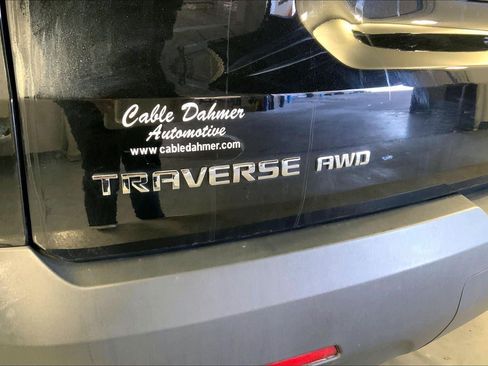 Cable Dahmer
Automotive
www.cabledahmer.com
TRAVERSE AWD